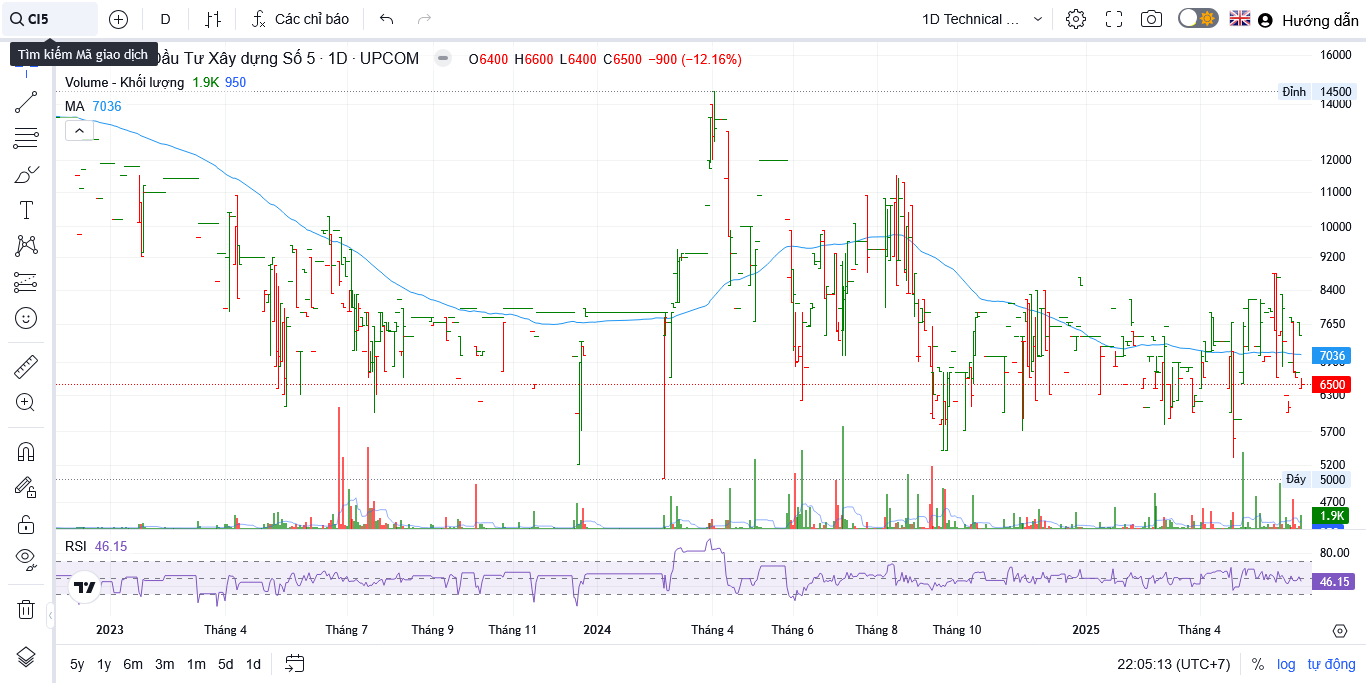 CI5
D
Các chỉ báo
1D Technical ...
Hướng dẫn
Tìm kiếm Mã giao dịch
Đầu Tư Xây dựng Số 5 · 1D · UPCOM
O6400 H6600 L6400 C6500 −900 (−12.16%)
Volume - Khối lượng 1.9K 950
MA 7036
16000
Đỉnh 14500
14000
12000
11000
10000
9200
8400
7650
7036
6500
6300
5700
5200
Đáy 5000
4700
1.9K
RSI 46.15
80.00
46.15
2023 Tháng 4 Tháng 7 Tháng 9 Tháng 11 2024 Tháng 4 Tháng 6 Tháng 8 Tháng 10 2025 Tháng 4
5y 1y 6m 3m 1m 5d 1d
22:05:13 (UTC+7) % log tự động